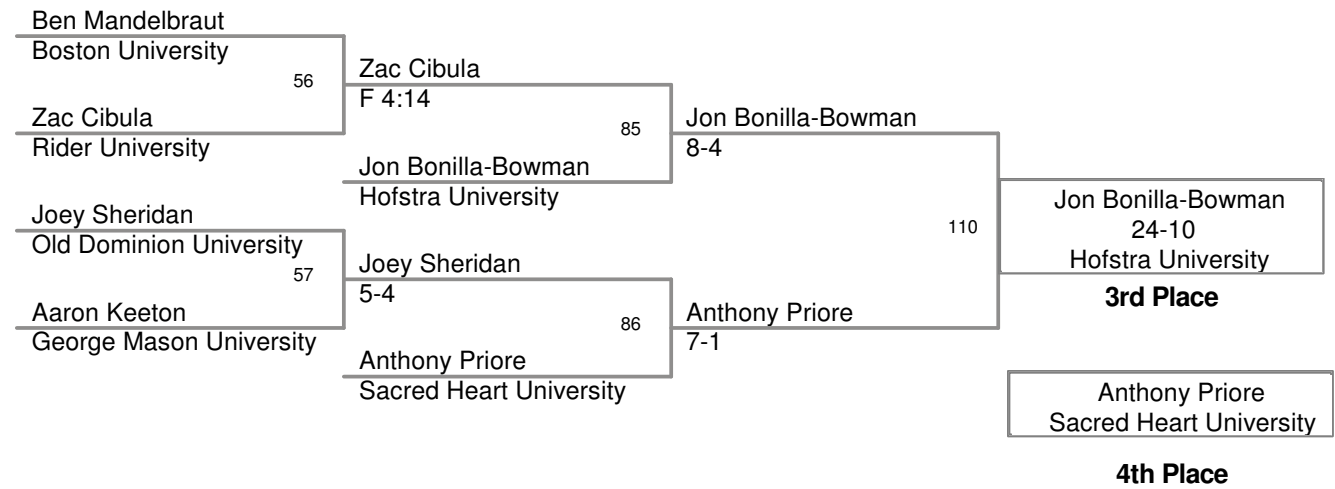 Ben Mandelbraut
Boston University
56
Zac Cibula
Rider University
Joey Sheridan
Old Dominion University
57
Aaron Keeton
George Mason University
Zac Cibula
F 4:14
85
Jon Bonilla-Bowman
Hofstra University
Joey Sheridan
5-4
86
Anthony Priore
Sacred Heart University
Jon Bonilla-Bowman
8-4
110
Anthony Priore
7-1
Jon Bonilla-Bowman
24-10
Hofstra University
3rd Place
Anthony Priore
Sacred Heart University
4th Place